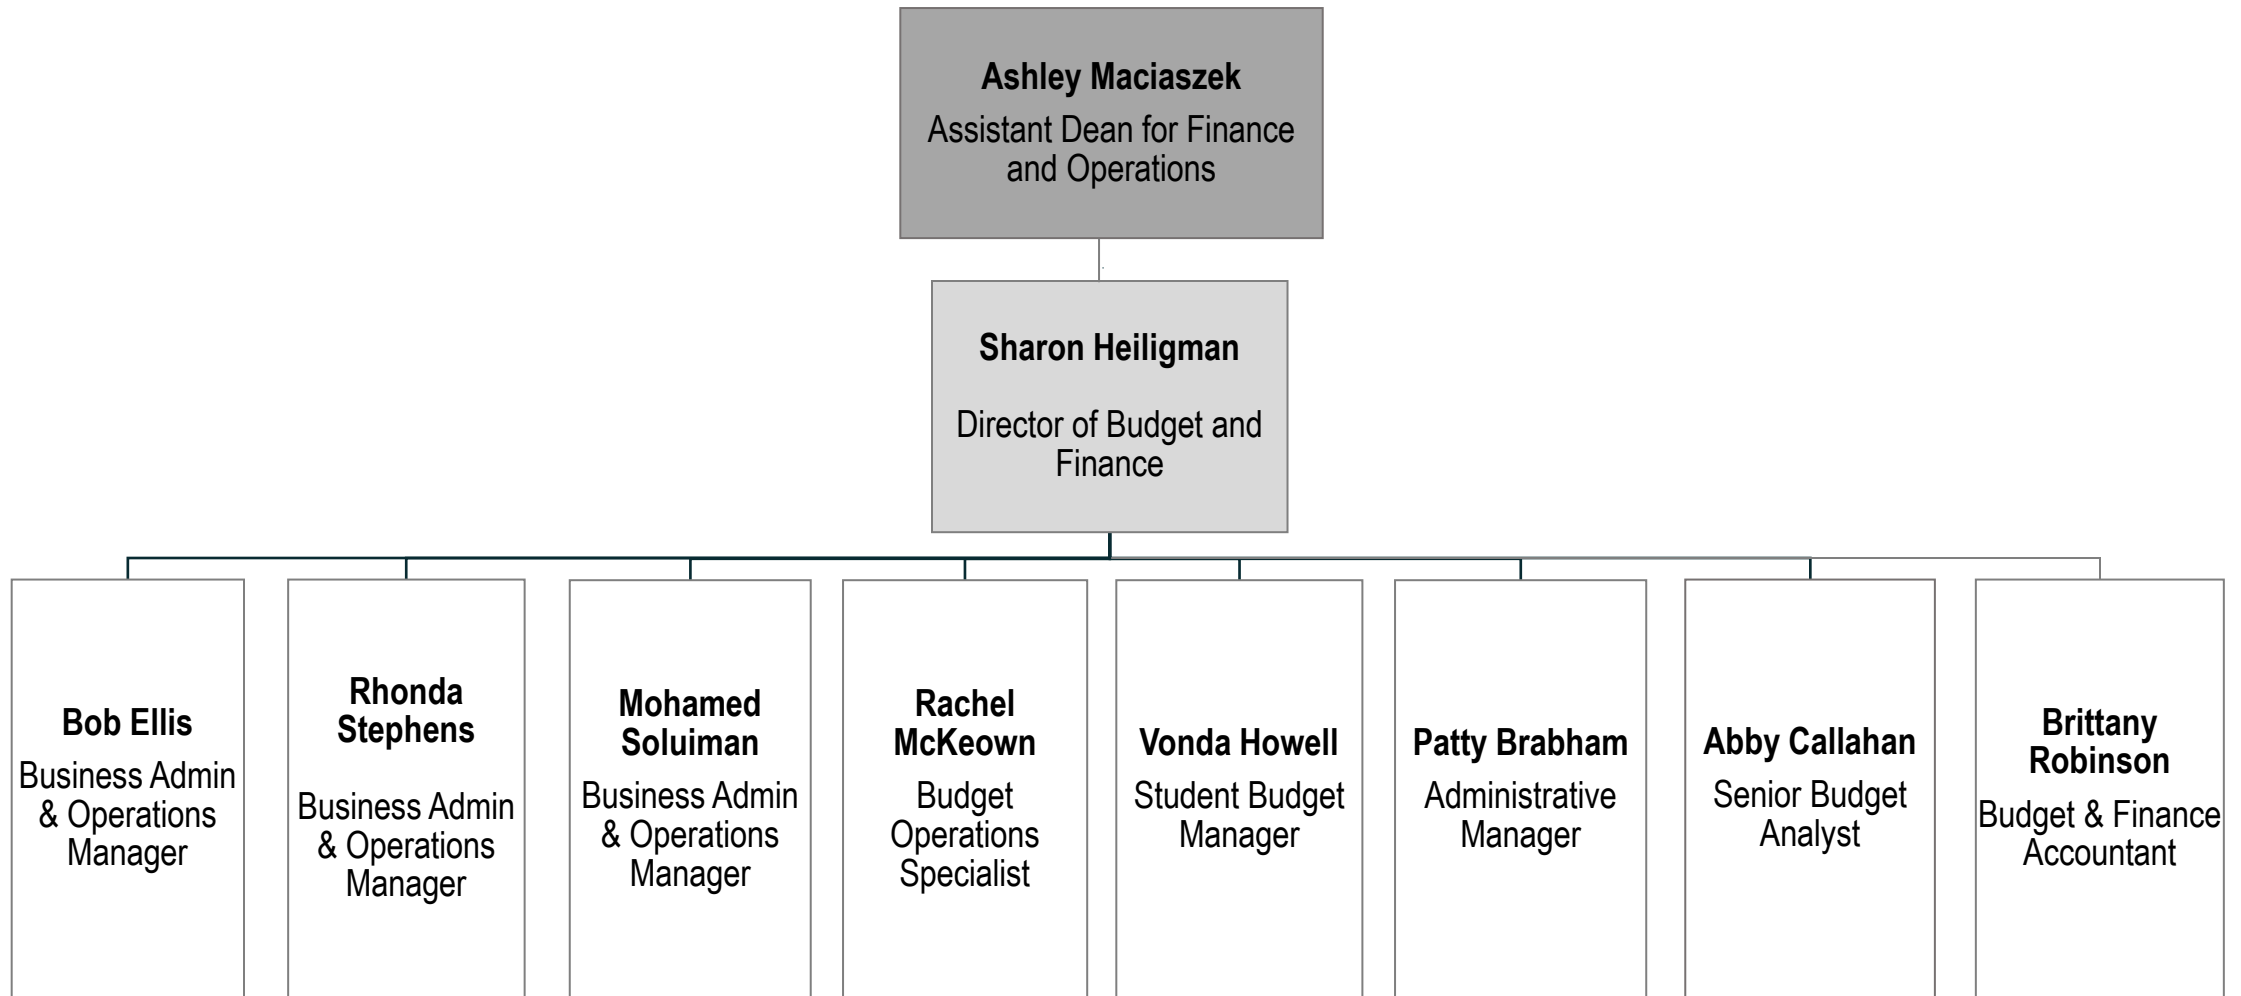 Ashley Maciaszek
Assistant Dean for Finance
and Operations
Sharon Heiligman
Director of Budget and
Finance
Bob Ellis
Business Admin
& Operations
Manager
Rhonda
Stephens
Business Admin
& Operations
Manager
Mohamed
Soluiman
Business Admin
& Operations
Manager
Rachel
McKeown
Budget
Operations
Specialist
Vonda Howell
Student Budget
Manager
Patty Brabham
Administrative
Manager
Abby Callahan
Senior Budget
Analyst
Brittany
Robinson
Budget & Finance
Accountant